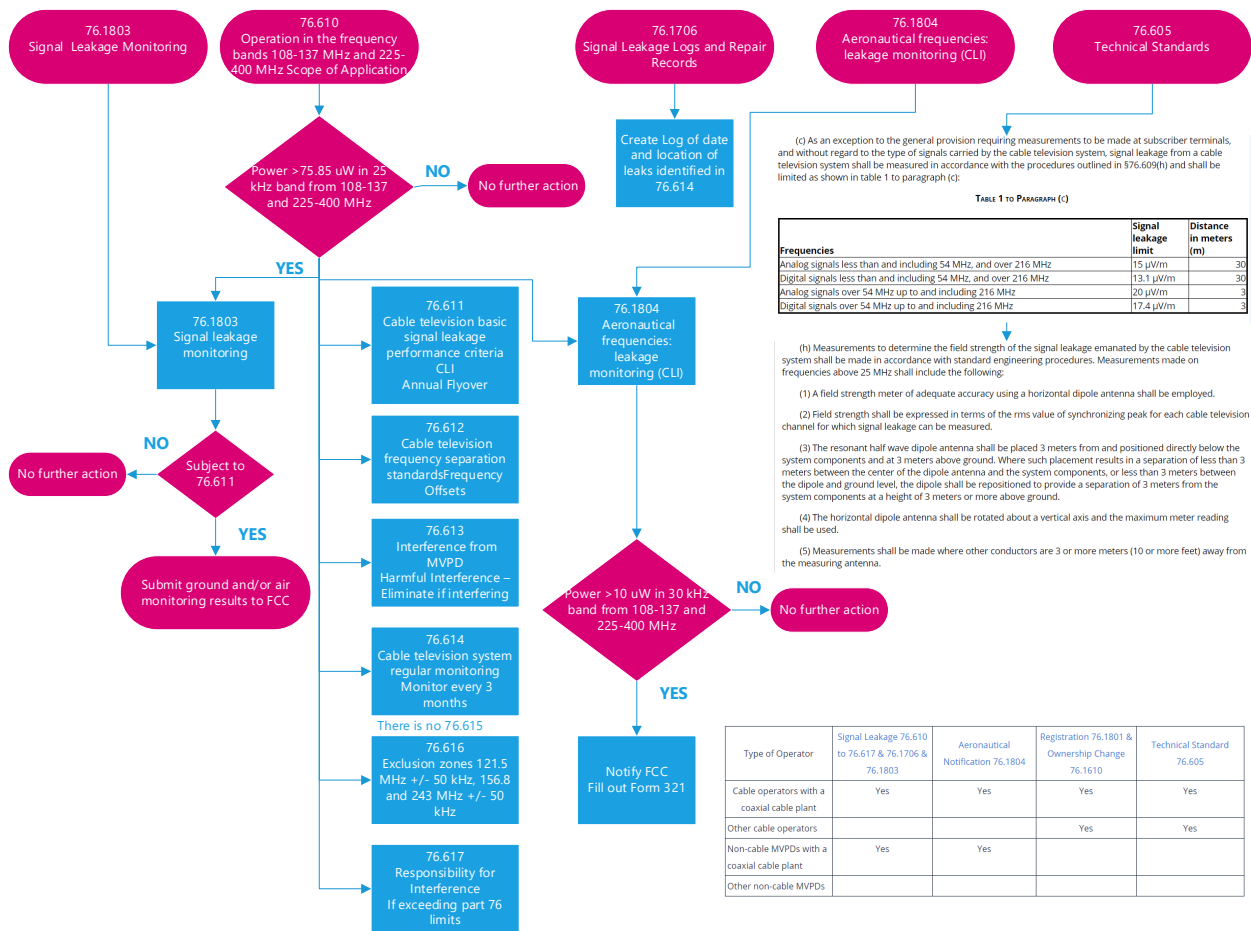 76.1803
Signal Leakage Monitoring
76.610
Operation in the frequency
bands 108-137 MHz and 225-
400 MHz Scope of Application
76.1706
Signal Leakage Logs and Repair
Records
76.1804
Aeronautical frequencies:
leakage monitoring (CLI)
76.605
Technical Standards
Power >75.85 uW in 25
kHz band from 108-137
and 225-400 MHz
NO
No further action
YES
Create Log of date
and location of
leaks identified in
76.614
(c) As an exception to the general provision requiring measurements to be made at subscriber terminals,
and without regard to the type of signals carried by the cable television system, signal leakage from a cable
television system shall be measured in accordance with the procedures outlined in §76.609(h) and shall be
limited as shown in table 1 to paragraph (c):
Table 1 to Paragraph (c)
Frequencies Signal leakage limit Distance in meters (m)
Analog signals less than and including 54 MHz, and over 216 MHz 15 µV/m 30
Digital signals less than and including 54 MHz, and over 216 MHz 13.1 µV/m 30
Analog signals over 54 MHz up to and including 216 MHz 20 µV/m 3
Digital signals over 54 MHz up to and including 216 MHz 17.4 µV/m 3
(h) Measurements to determine the field strength of the signal leakage emanated by the cable television
system shall be made in accordance with standard engineering procedures. Measurements made on
frequencies above 25 MHz shall include the following:
(1) A field strength meter of adequate accuracy using a horizontal dipole antenna shall be employed.
(2) Field strength shall be expressed in terms of the rms value of synchronizing peak for each cable television
channel for which signal leakage can be measured.
(3) The resonant half wave dipole antenna shall be placed 3 meters from and positioned directly below the
system components and at 3 meters above ground. Where such placement results in a separation of less than 3
meters between the center of the dipole antenna and the system components, or less than 3 meters between
the dipole and ground level, the dipole shall be repositioned to provide a separation of 3 meters from the
system components at a height of 3 meters or more above ground.
(4) The horizontal dipole antenna shall be rotated about a vertical axis and the maximum meter reading
shall be used.
(5) Measurements shall be made where other conductors are 3 or more meters (10 or more feet) away from
the measuring antenna.
76.1803
Signal leakage
monitoring
NO
No further action
Subject to
76.611
YES
Submit ground and/or air
monitoring results to FCC
76.611
Cable television basic
signal leakage
performance criteria
CLI
Annual Flyover
76.612
Cable television
frequency separation
standardsFrequency
Offsets
76.613
Interference from
MVPD
Harmful Interference –
Eliminate if interfering
76.614
Cable television system
regular monitoring
Monitor every 3
months
There is no 76.615
76.616
Exclusion zones 121.5
MHz +/- 50 kHz, 156.8
and 243 MHz +/- 50
kHz
76.617
Responsibility for
Interference
If exceeding part 76
limits
76.1804
Aeronautical
frequencies:
leakage
monitoring (CLI)
Power >10 uW in 30 kHz
band from 108-137 and
225-400 MHz
NO
No further action
YES
Notify FCC
Fill out Form 321
Type of Operator Signal Leakage 76.610 to 76.617 & 76.1706 & 76.1803 Aeronautical Notification 76.1804 Registration 76.1801 & Ownership Change 76.1610 Technical Standard 76.605
Cable operators with a coaxial cable plant Yes Yes Yes Yes
Other cable operators Yes Yes
Non-cable MVPDs with a coaxial cable plant Yes Yes
Other non-cable MVPDs